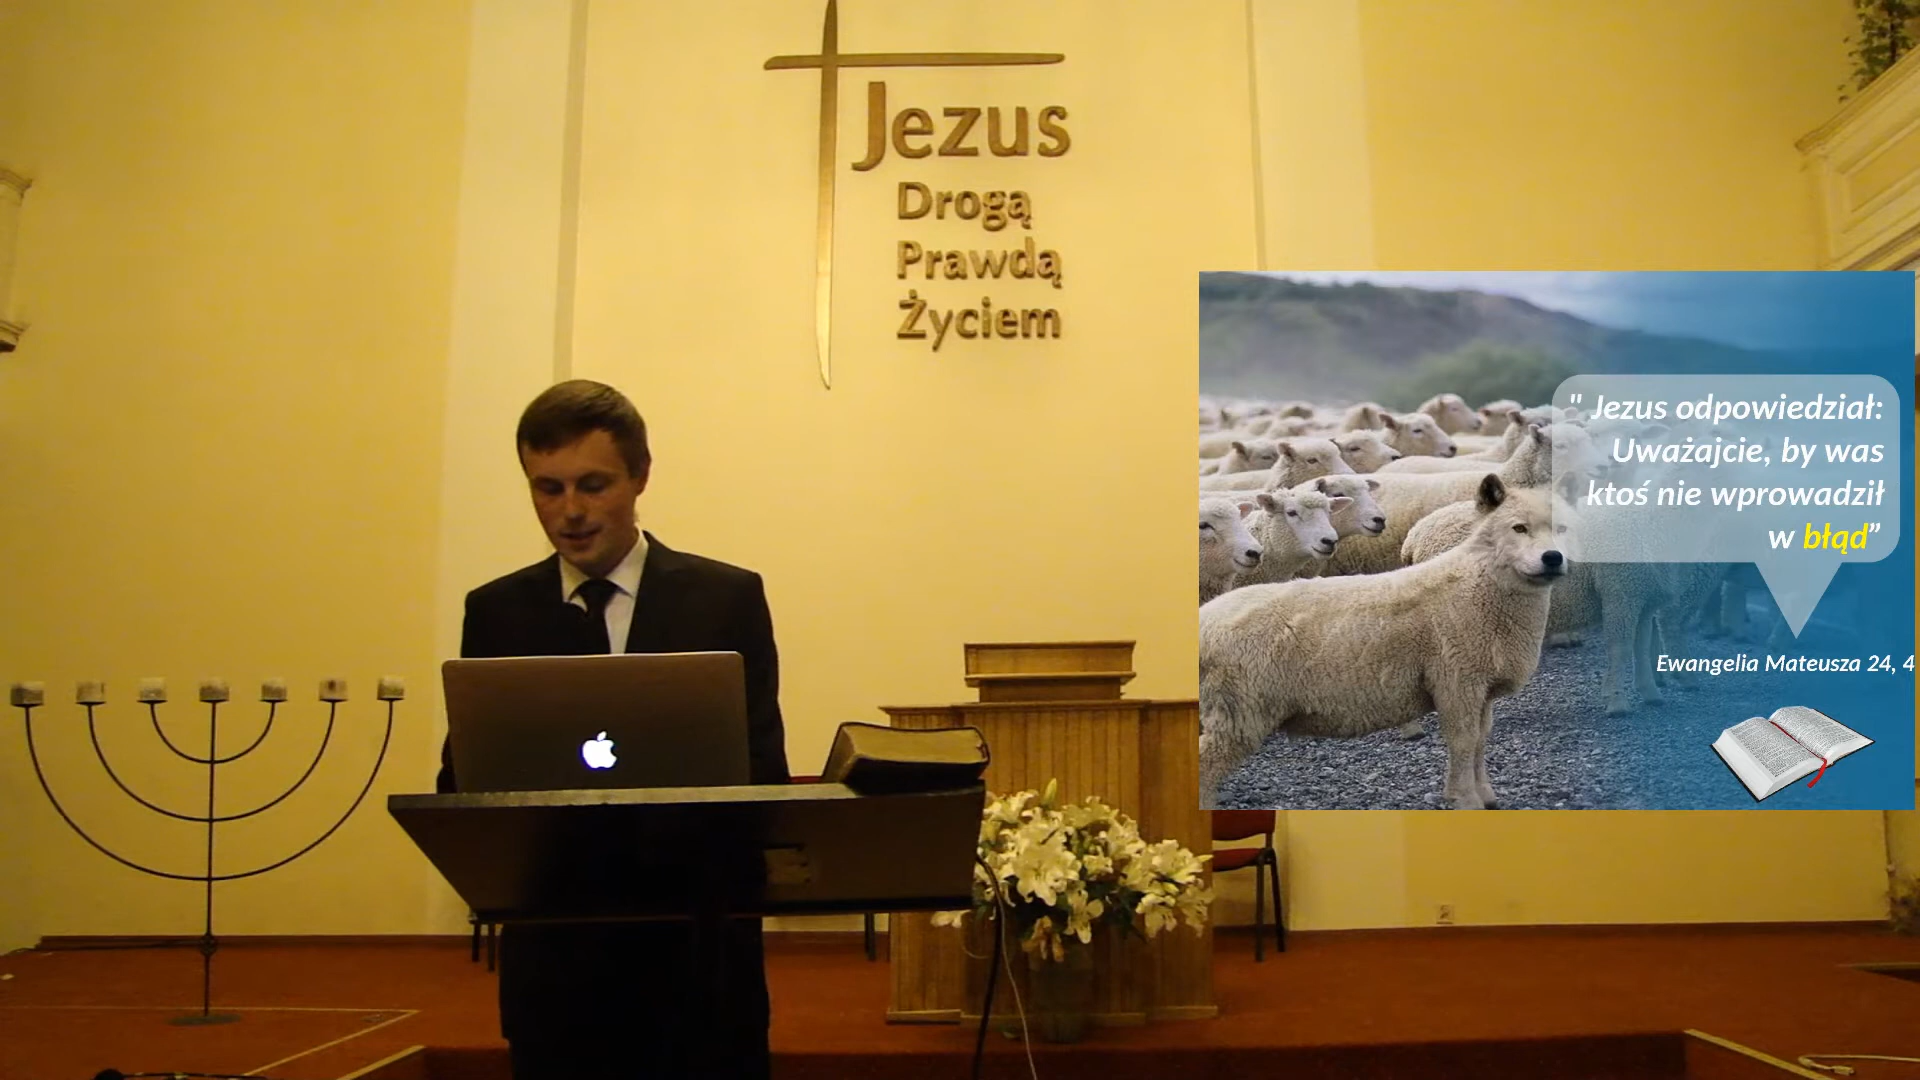 Jezus
Drogą
Prawdą
Życiem
" Jezus odpowiedział:
Uważajcie, by was
ktoś nie wprowadził
w błąd”
Ewangelia Mateusza 24, 4